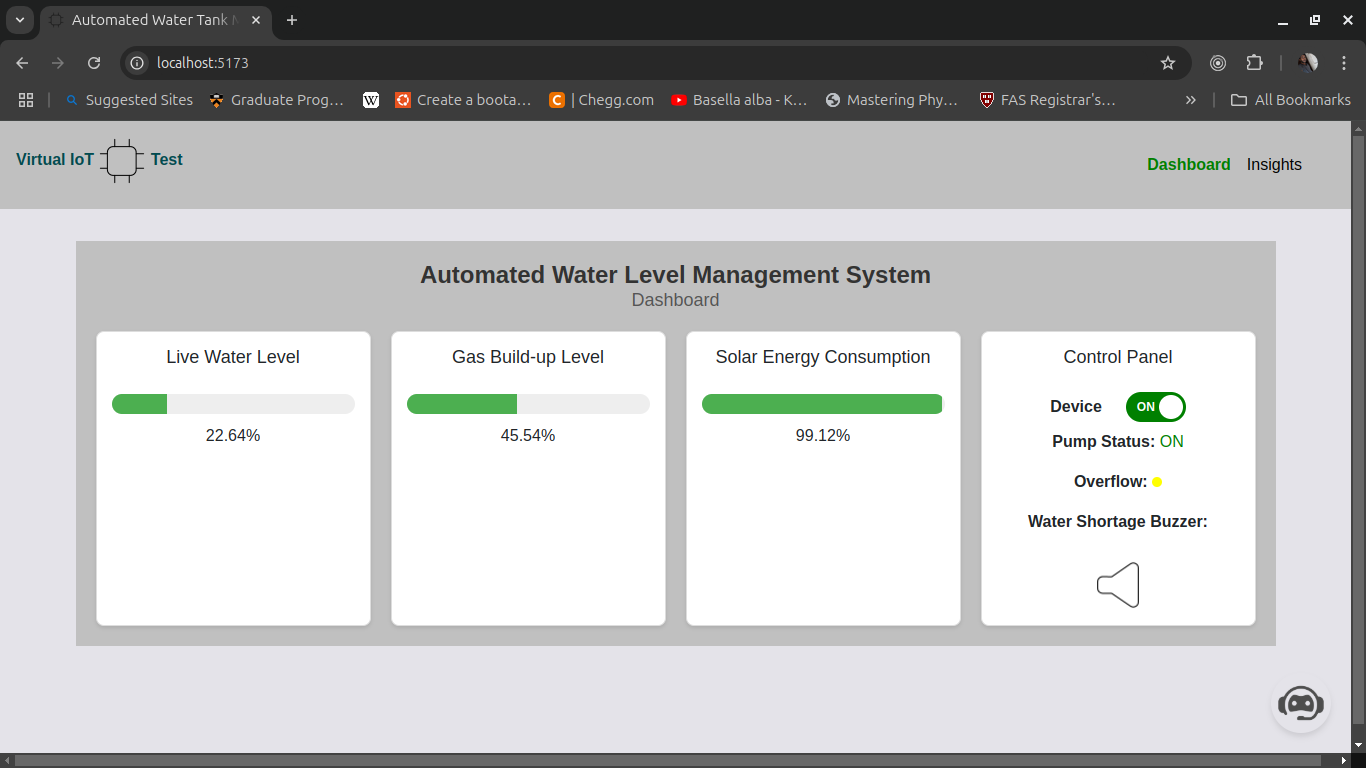 Automated Water Tank M
localhost:5173
Suggested Sites
Graduate Prog…
W
Create a boota…
C | Chegg.com
Basella alba - K…
Mastering Phy…
FAS Registrar's…
All Bookmarks
Virtual IoT Test
Dashboard
Insights
Automated Water Level Management System
Dashboard
Live Water Level
22.64%
Gas Build-up Level
45.54%
Solar Energy Consumption
99.12%
Control Panel
Device ON
Pump Status: ON
Overflow:
Water Shortage Buzzer: